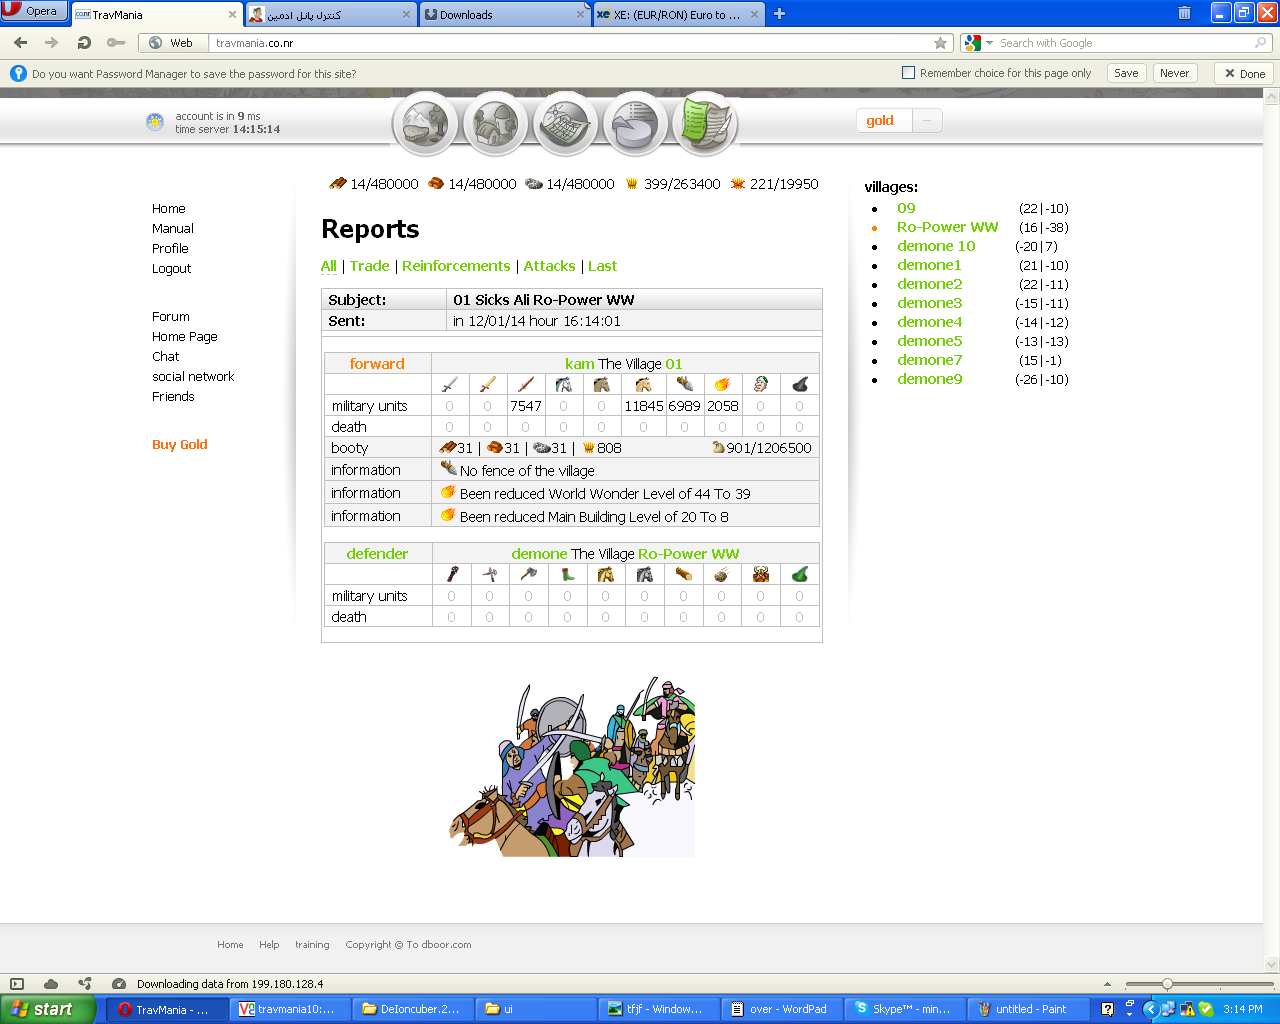 Opera
TravMania
کنترل پانل ادمین
Downloads
XE: (EUR/RON) Euro to ...
Web
travmania.co.nr
Search with Google
Do you want Password Manager to save the password for this site?
Remember choice for this page only
Save
Never
Done
account is in 9 ms
time server 14:15:14
gold
14/480000 14/480000 14/480000 399/263400 221/19950
Home
Manual
Profile
Logout
Forum
Home Page
Chat
social network
Friends
Buy Gold
Reports
All | Trade | Reinforcements | Attacks | Last
Subject: 01 Sicks Ali Ro-Power WW
Sent: in 12/01/14 hour 16:14:01
forward kam The Village 01
military units 0 0 7547 0 0 11845 6989 2058 0 0
death 0 0 0 0 0 0 0 0 0 0
booty 31 | 31 | 31 | 808 901/1206500
information No fence of the village
information Been reduced World Wonder Level of 44 To 39
information Been reduced Main Building Level of 20 To 8
defender demone The Village Ro-Power WW
military units 0 0 0 0 0 0 0 0 0 0
death 0 0 0 0 0 0 0 0 0 0
villages:
09 (22|-10)
Ro-Power WW (16|-38)
demone 10 (-20|7)
demone1 (21|-10)
demone2 (22|-11)
demone3 (-15|-11)
demone4 (-14|-12)
demone5 (-13|-13)
demone7 (15|-1)
demone9 (-26|-10)
Home Help training Copyright © To dboor.com
Downloading data from 199.180.128.4
start
TravMania - ...
travmania10:...
DeIoncuber.2...
ui
tfjf - Window...
over - WordPad
Skype™ - min...
untitled - Paint
3:14 PM